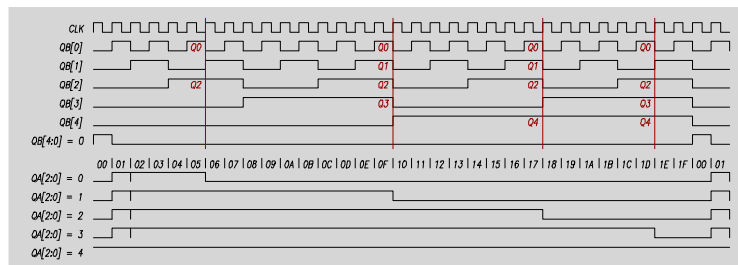 CLK
QB[0] Q0 Q0 Q0 Q0
QB[1] Q1 Q1
QB[2] Q2 Q2 Q2 Q2
QB[3] Q3 Q3
QB[4] Q4 Q4
QB[4:0] = 0
00 01 02 03 04 05 06 07 08 09 0A 0B 0C 0D 0E 0F 10 11 12 13 14 15 16 17 18 19 1A 1B 1C 1D 1E 1F 00 01
QA[2:0] = 0
QA[2:0] = 1
QA[2:0] = 2
QA[2:0] = 3
QA[2:0] = 4